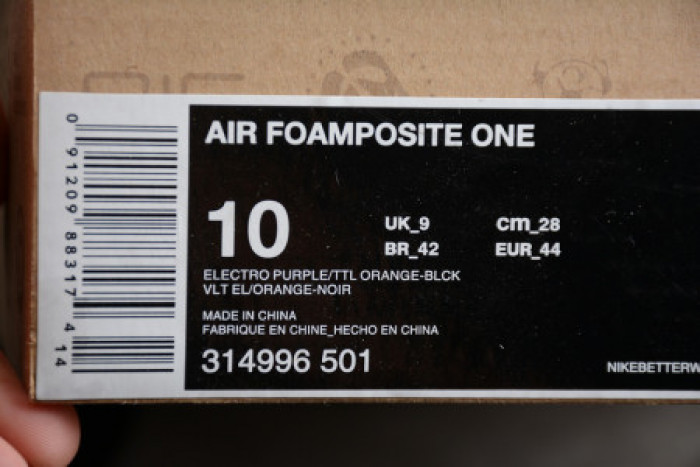 AIR FOAMPOSITE ONE
10
UK_9 cm_28
BR_42 EUR_44
ELECTRO PURPLE/TTL ORANGE-BLCK
VLT EL/ORANGE-NOIR
MADE IN CHINA
FABRIQUE EN CHINE_HECHO EN CHINA
314996 501
NIKEBETTERW
0 91209 88317 4 14